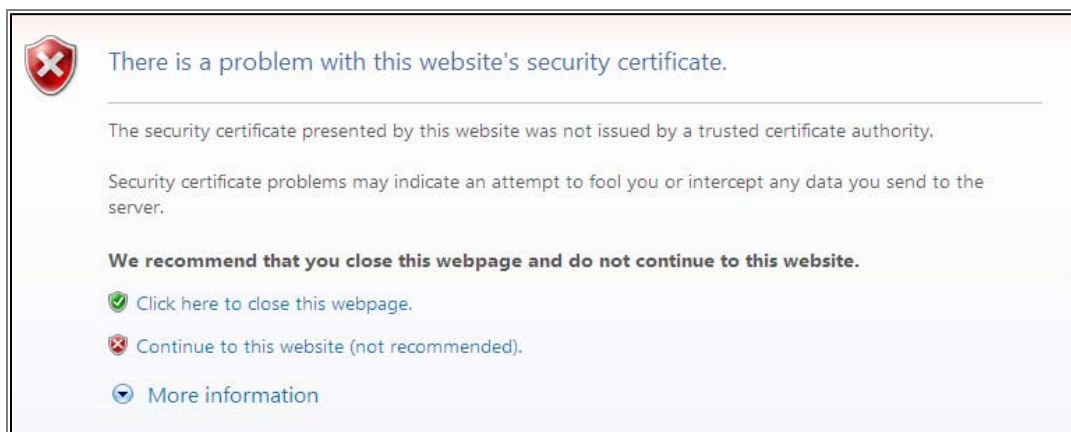 There is a problem with this website's security certificate.
The security certificate presented by this website was not issued by a trusted certificate authority.
Security certificate problems may indicate an attempt to fool you or intercept any data you send to the
server.
We recommend that you close this webpage and do not continue to this website.
Click here to close this webpage.
Continue to this website (not recommended).
More information